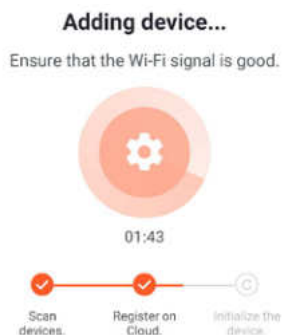 Adding device...
Ensure that the Wi-Fi signal is good.
01:43
Scan
devices.
Register on
Cloud.
Initialize the
device.